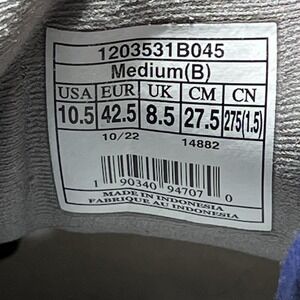 1203531B045
Medium(B)
USA EUR UK CM CN
10.5 42.5 8.5 27.5 275(1.5)
10/22 14882
1 90340 94707 0
MADE IN INDONESIA
FABRIQUÉ AU INDONESIA